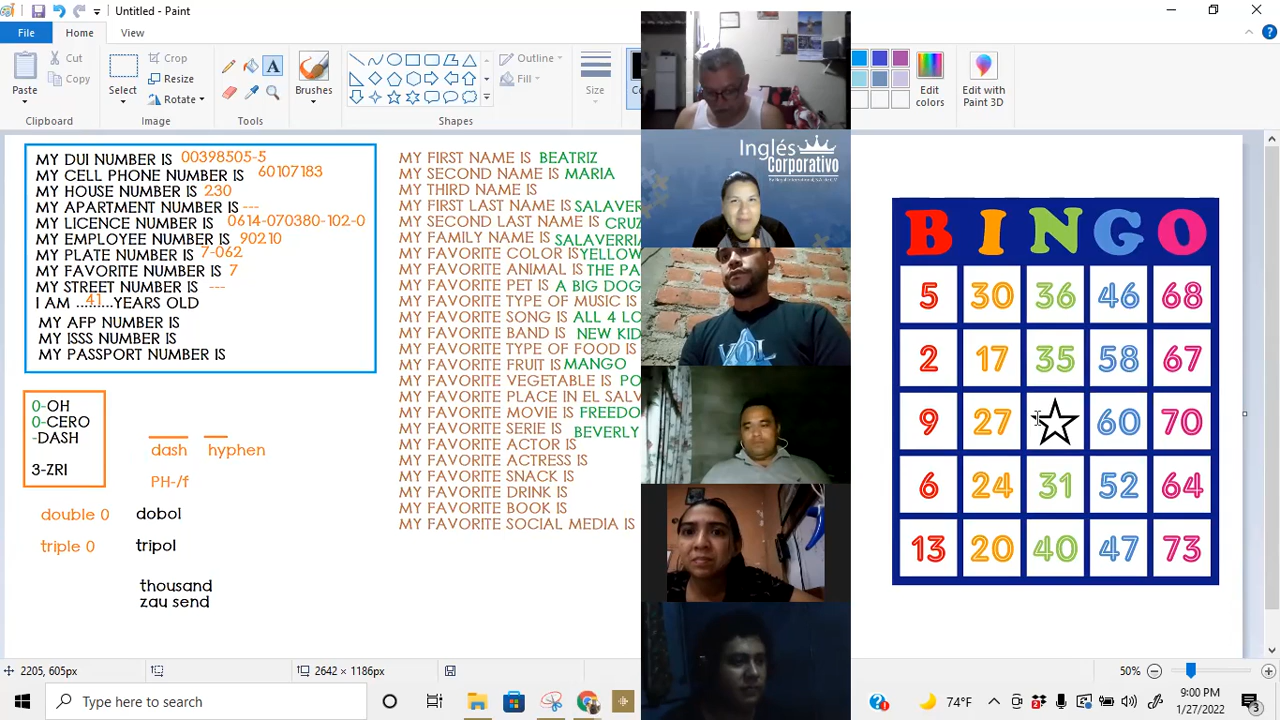 Untitled - Paint
File
Home
View
Paste
Cut
Copy
Clipboard
Select
Crop
Resize
Rotate
Image
Tools
Brushes
Shapes
Outline
Fill
Size
Edit colors
Edit with Paint 3D
MY DUI NUMBER IS 00398505-5
MY CELL PHONE NUMBER IS 60107183
MY HOUSE NUMBER IS 230
MY APARTMENT NUMBER IS ---
MY LICENCE NUMBER IS 0614-070380-102-0
MY EMPLOYEE NUMBER IS 90210
MY PLATE NUMBER IS 7-062
MY FAVORITE NUMBER IS 7
MY STREET NUMBER IS ---
I AM ...41......YEARS OLD
MY AFP NUMBER IS
MY ISSS NUMBER IS
MY PASSPORT NUMBER IS
0-OH
0-CERO
-DASH
3-ZRI
dash hyphen
PH-/f
double 0 dobol
triple 0 tripol
thousand
zau send
MY FIRST NAME IS BEATRIZ
MY SECOND NAME IS MARIA
MY THIRD NAME IS
MY FIRST LAST NAME IS SALAVER
MY SECOND LAST NAME IS CRUZ
MY FAMILY NAME IS SALAVERRIA
MY FAVORITE COLOR IS YELLOW
MY FAVORITE ANIMAL IS THE PA
MY FAVORITE PET IS A BIG DOG
MY FAVORITE TYPE OF MUSIC IS
MY FAVORITE SONG IS ALL 4 LO
MY FAVORITE BAND IS NEW KID
MY FAVORITE TYPE OF FOOD IS
MY FAVORITE FRUIT IS MANGO
MY FAVORITE VEGETABLE IS PO
MY FAVORITE PLACE IN EL SALV
MY FAVORITE MOVIE IS FREEDO
MY FAVORITE SERIE IS BEVERLY
MY FAVORITE ACTOR IS
MY FAVORITE ACTRESS IS
MY FAVORITE SNACK IS
MY FAVORITE DRINK IS
MY FAVORITE BOOK IS
MY FAVORITE SOCIAL MEDIA IS
Inglés
Corporativo
VOL
BINGO
5 30 36 46 68
2 17 35 58 67
9 27 60 70
6 24 31 52 64
13 20 40 47 73
2205, 605px
2642 × 1186px
50%
Type here to search
74°F
9:00 PM
1/27/2022
3